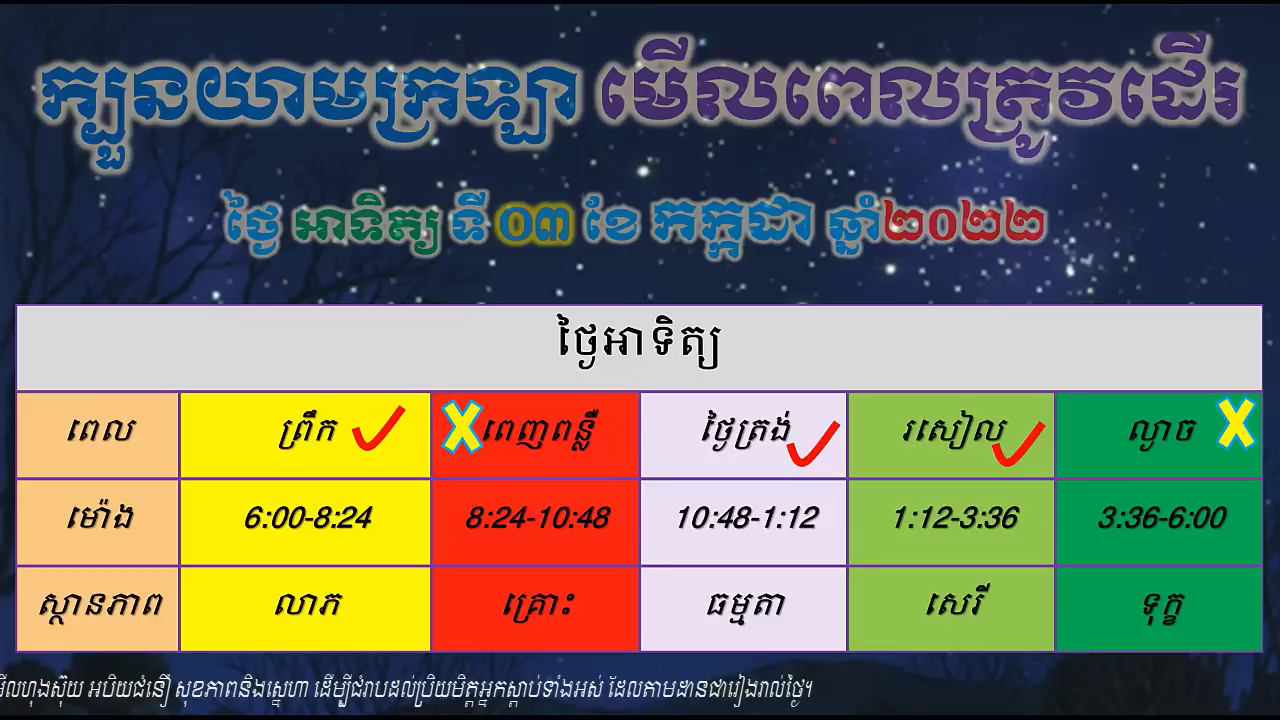 ក្បួនយាមក្រឡា មើលពេលត្រូវដើរ
ថ្ងៃ អាទិត្យ ទី ០៣ ខែ កក្កដា ឆ្នាំ២០២២
ថ្ងៃអាទិត្យ
ពេល ព្រឹក ពេញពន្លឺ ថ្ងៃត្រង់ រសៀល ល្ងាច
ម៉ោង 6:00-8:24 8:24-10:48 10:48-1:12 1:12-3:36 3:36-6:00
ស្ថានភាព លាភ គ្រោះ ធម្មតា សេរី ទុក្ខ
មើលហុងស៊ុយ អបិយជំនឿ សុខភាពនិងស្នេហា ដើម្បីជំរាបដល់ប្រិយមិត្តអ្នកស្តាប់ទាំងអស់ ដែលតាមដានជារៀងរាល់ថ្ងៃ។